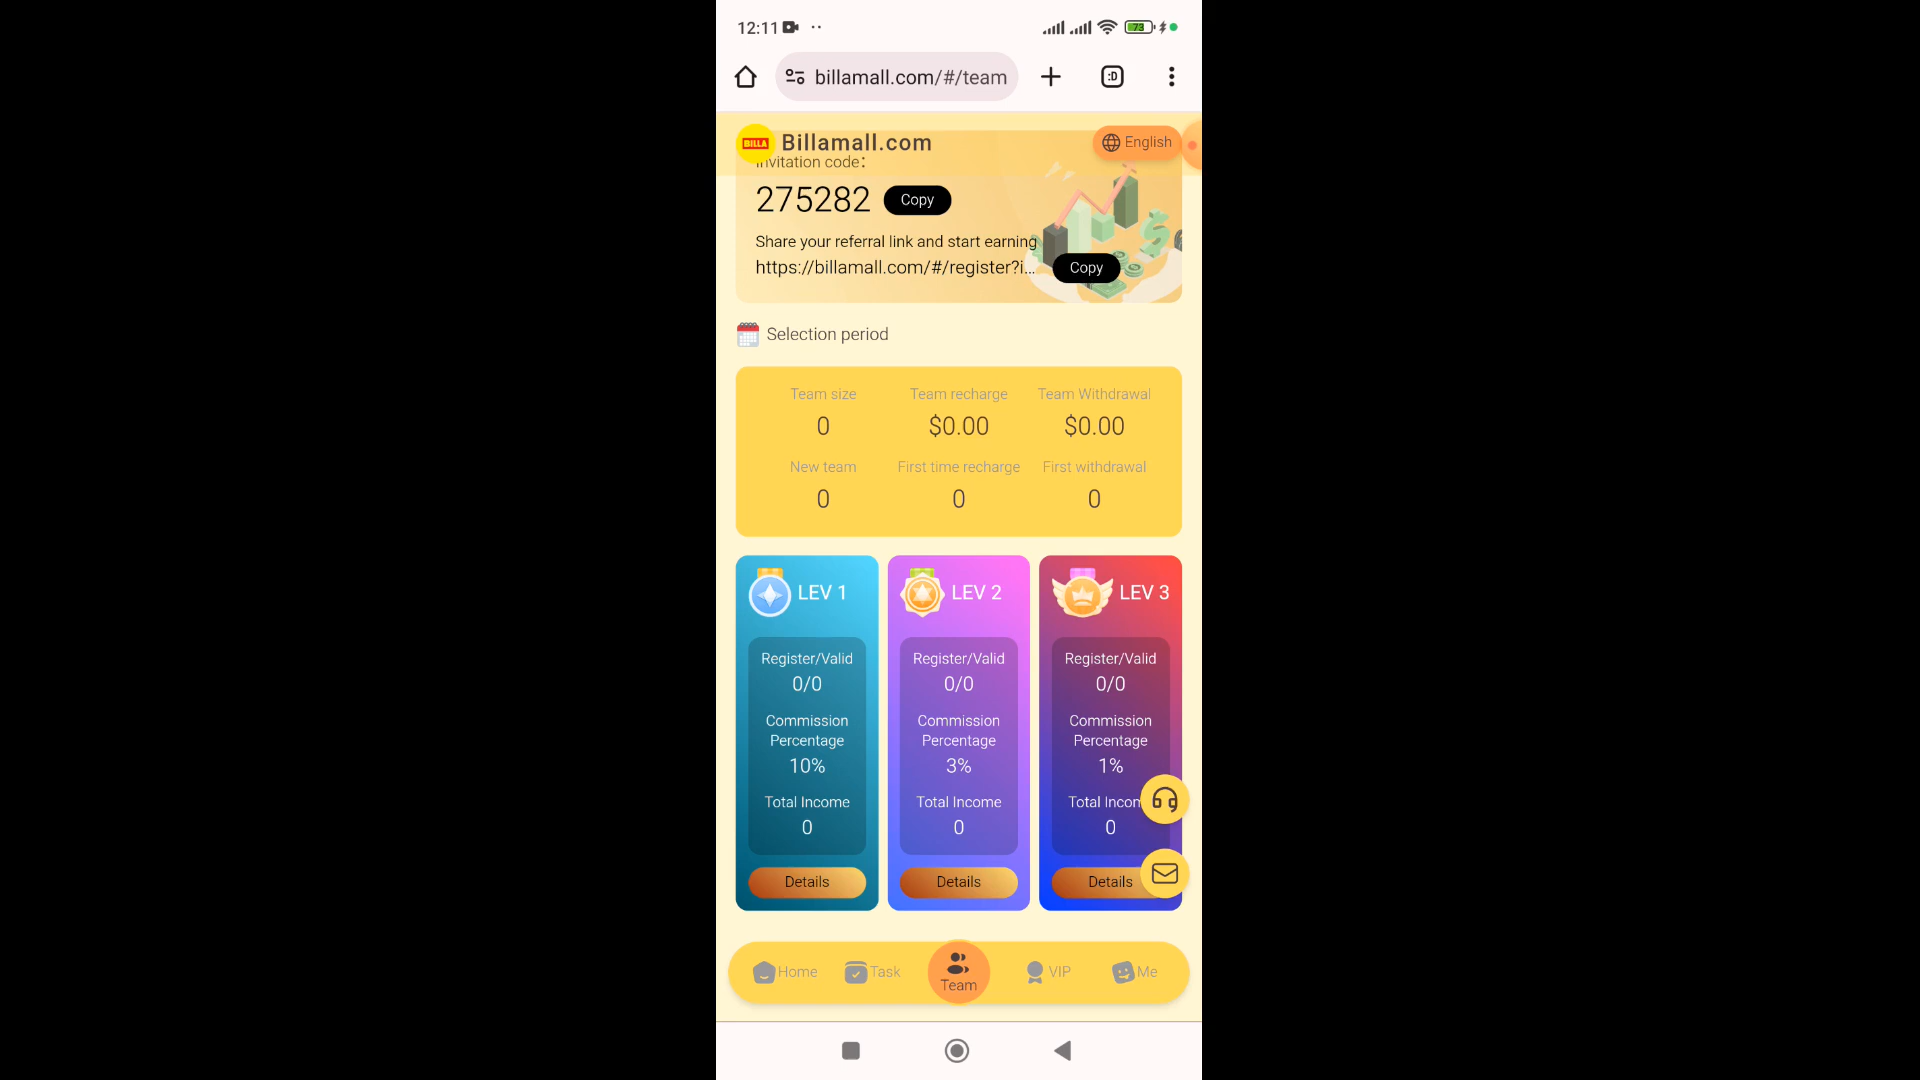 12:11
73
billamall.com/#/team
:D
BILLA
Billamall.com
English
Invitation code:
275282
Copy
Share your referral link and start earning
https://billamall.com/#/register?i...
Copy
Selection period
Team size
Team recharge
Team Withdrawal
0
$0.00
$0.00
New team
First time recharge
First withdrawal
0
0
0
LEV 1
Register/Valid
0/0
Commission
Percentage
10%
Total Income
0
Details
LEV 2
Register/Valid
0/0
Commission
Percentage
3%
Total Income
0
Details
LEV 3
Register/Valid
0/0
Commission
Percentage
1%
Total Incom
0
Details
Home
Task
Team
VIP
Me